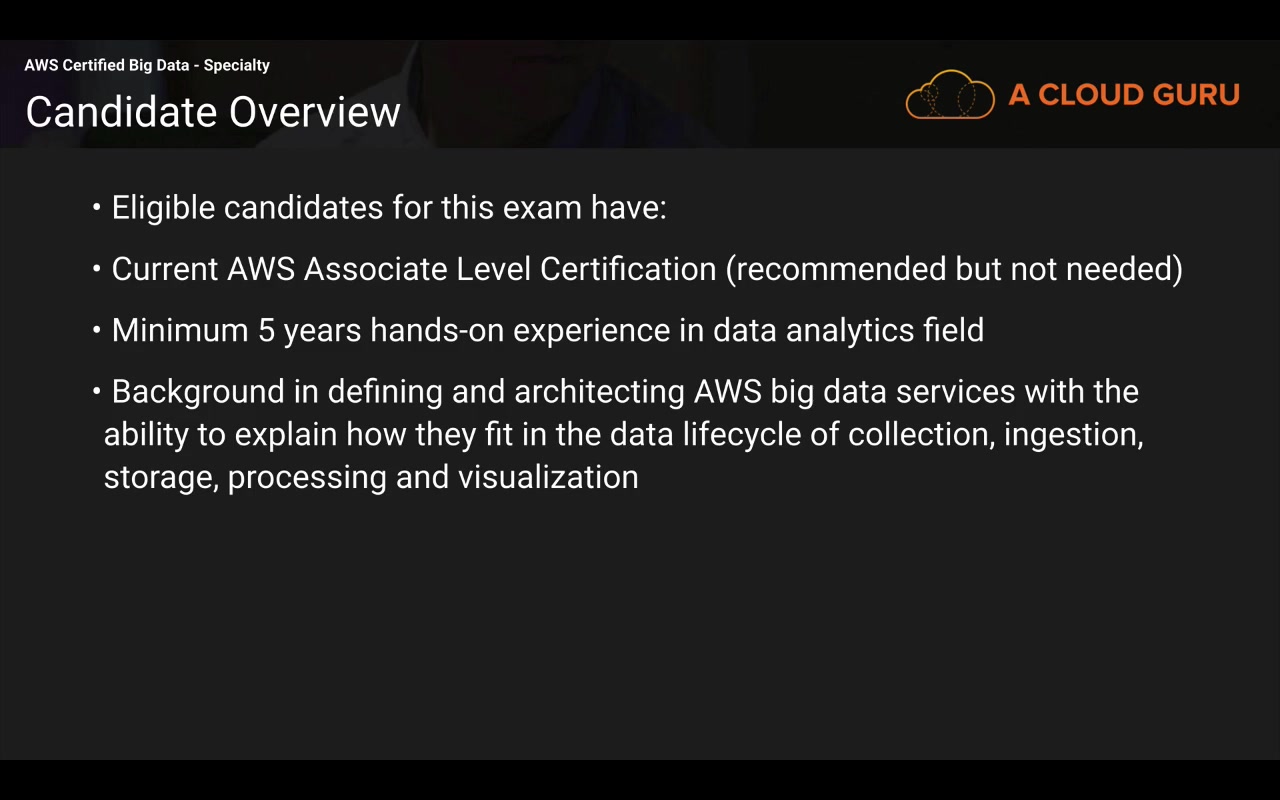 AWS Certified Big Data - Specialty
Candidate Overview
A CLOUD GURU
• Eligible candidates for this exam have:
• Current AWS Associate Level Certification (recommended but not needed)
• Minimum 5 years hands-on experience in data analytics field
• Background in defining and architecting AWS big data services with the
ability to explain how they fit in the data lifecycle of collection, ingestion,
storage, processing and visualization